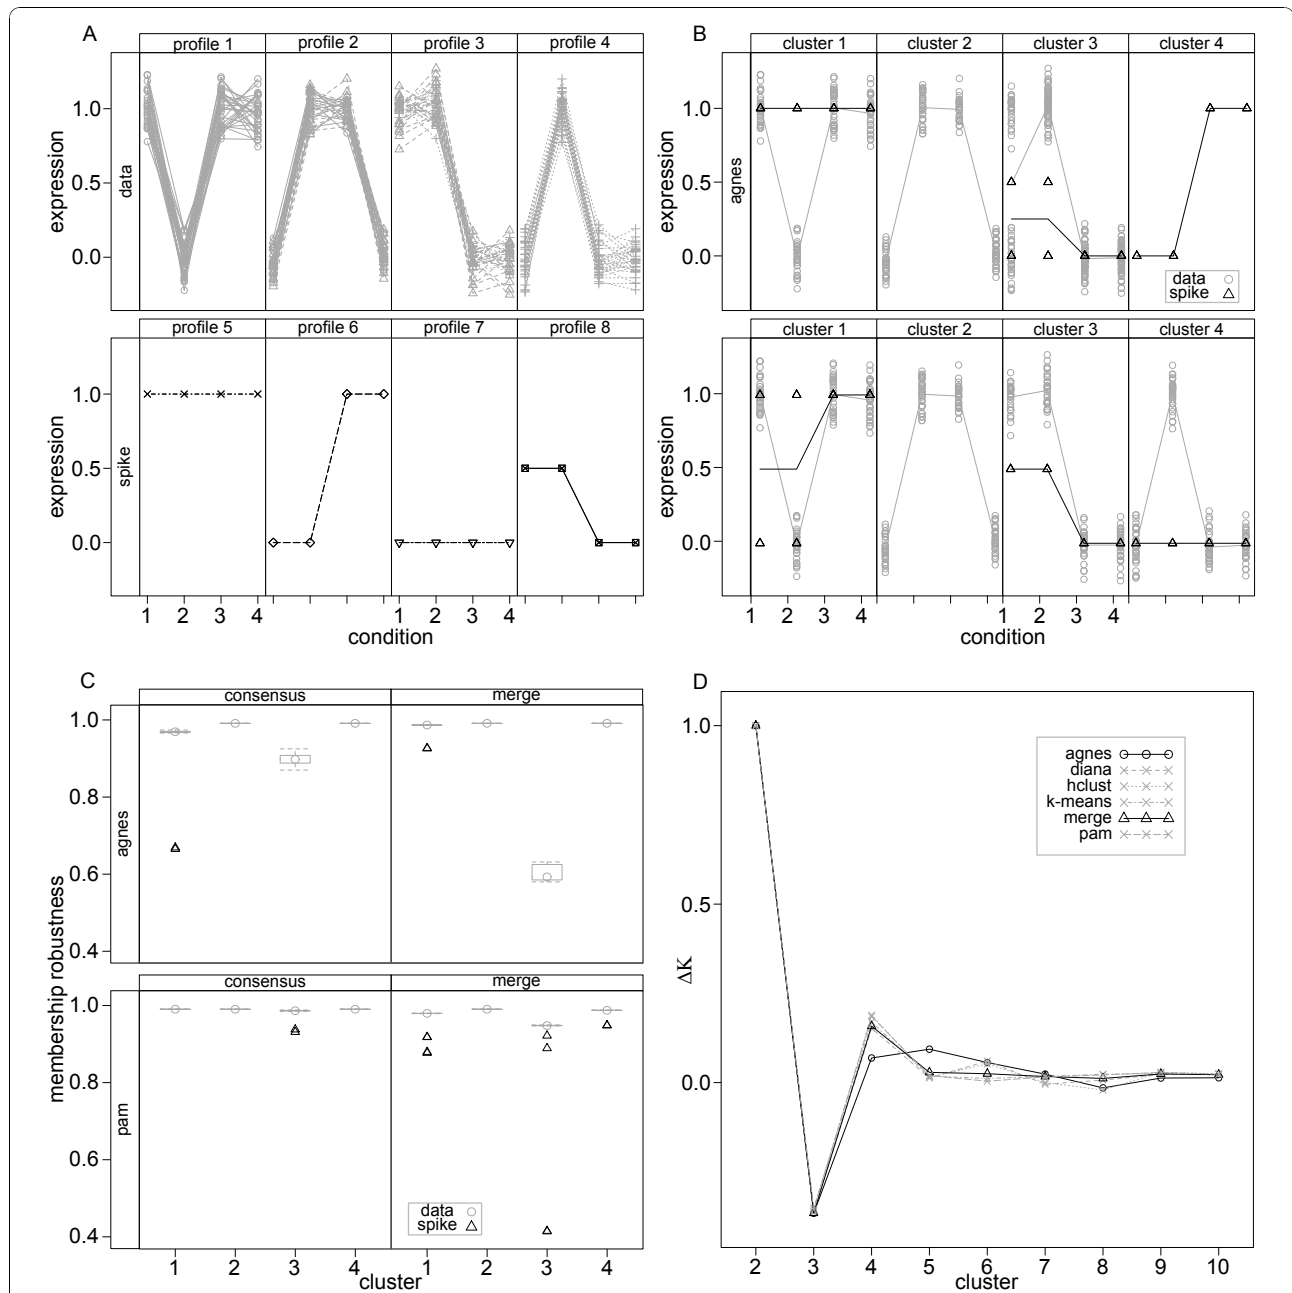 A
profile 1 profile 2 profile 3 profile 4
expression
data
1.0
0.5
0.0
profile 5 profile 6 profile 7 profile 8
expression
spike
1.0
0.5
0.0
1 2 3 4 1 2 3 4
condition
B
cluster 1 cluster 2 cluster 3 cluster 4
expression
agnes
1.0
0.5
0.0
data
spike
cluster 1 cluster 2 cluster 3 cluster 4
expression
1.0
0.5
0.0
1 2 3 4 1 2 3 4
condition
C
consensus merge
membership robustness
agnes
1.0
0.8
0.6
0.4
consensus merge
pam
1.0
0.8
0.6
0.4
data
spike
1 2 3 4 1 2 3 4
cluster
D
ΔK
1.0
0.5
0.0
agnes
diana
hclust
k-means
merge
pam
2 3 4 5 6 7 8 9 10
cluster